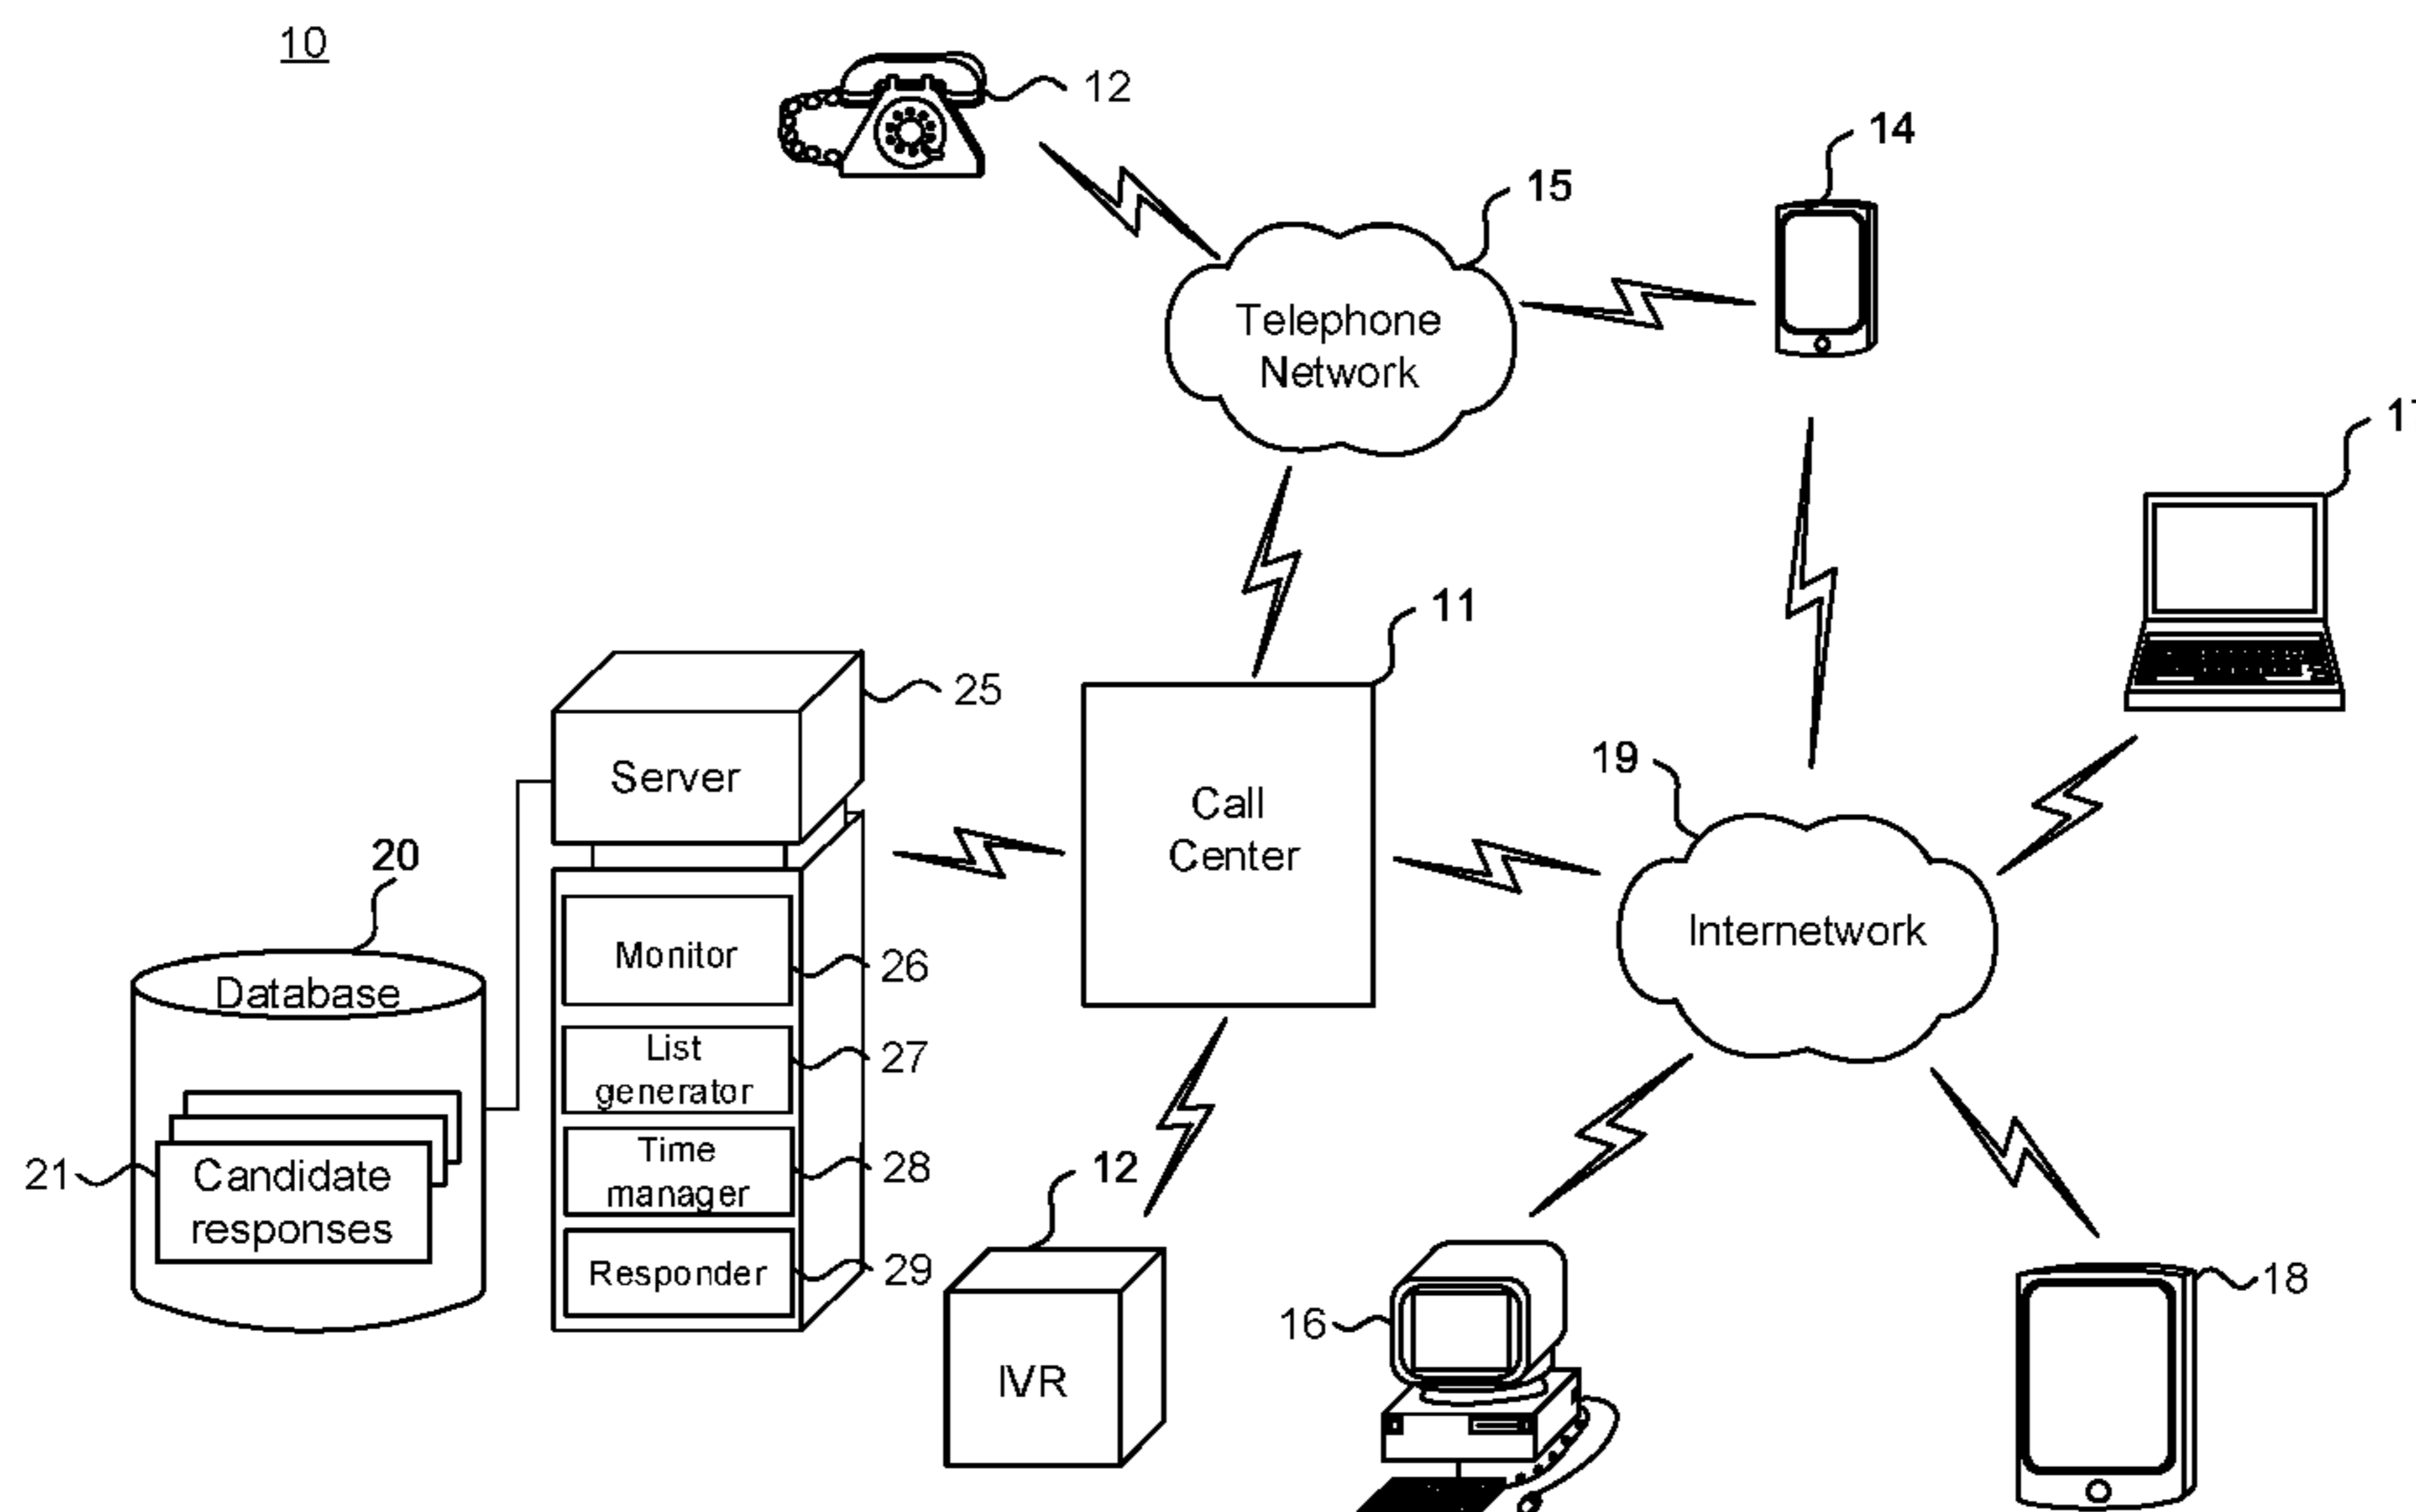 10
12
14
15
Telephone
Network
11
25
Server
Call
Center
19
20
Internetwork
Database
Monitor
26
List
generator
27
Time
manager
28
21
Candidate
responses
12
Responder
29
18
16
IVR